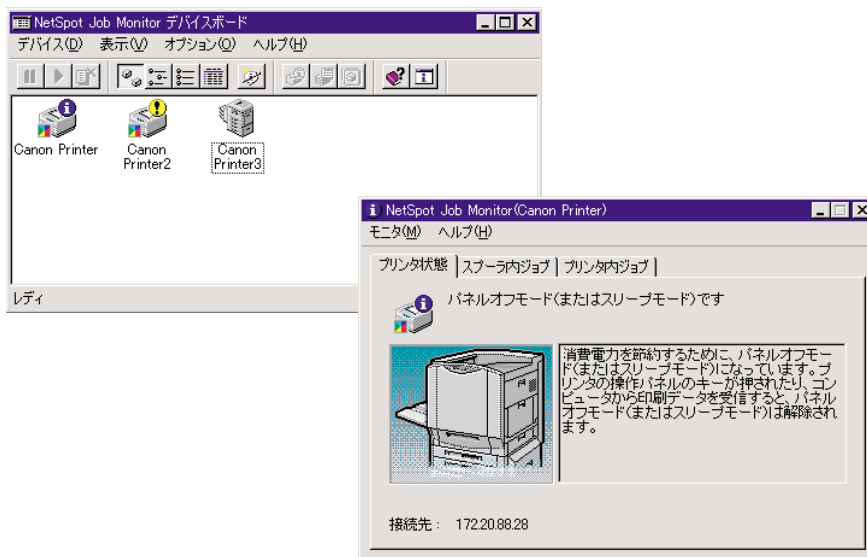 NetSpot Job Monitor デバイスボード
デバイス(D) 表示(V) オプション(O) ヘルプ(H)
Canon Printer
Canon Printer2
Canon Printer3
レディ
NetSpot Job Monitor(Canon Printer)
モニタ(M) ヘルプ(H)
プリンタ状態 スプーラ内ジョブ プリンタ内ジョブ
パネルオフモード(またはスリープモード)です
消費電力を節約するために、パネルオフモー
ド(またはスリープモード)になっています。プ
リンタの操作パネルのキーが押されたり、コン
ピュータから印刷データを受信すると、パネル
オフモード(またはスリープモード)は解除され
ます。
接続先： 172.20.88.28